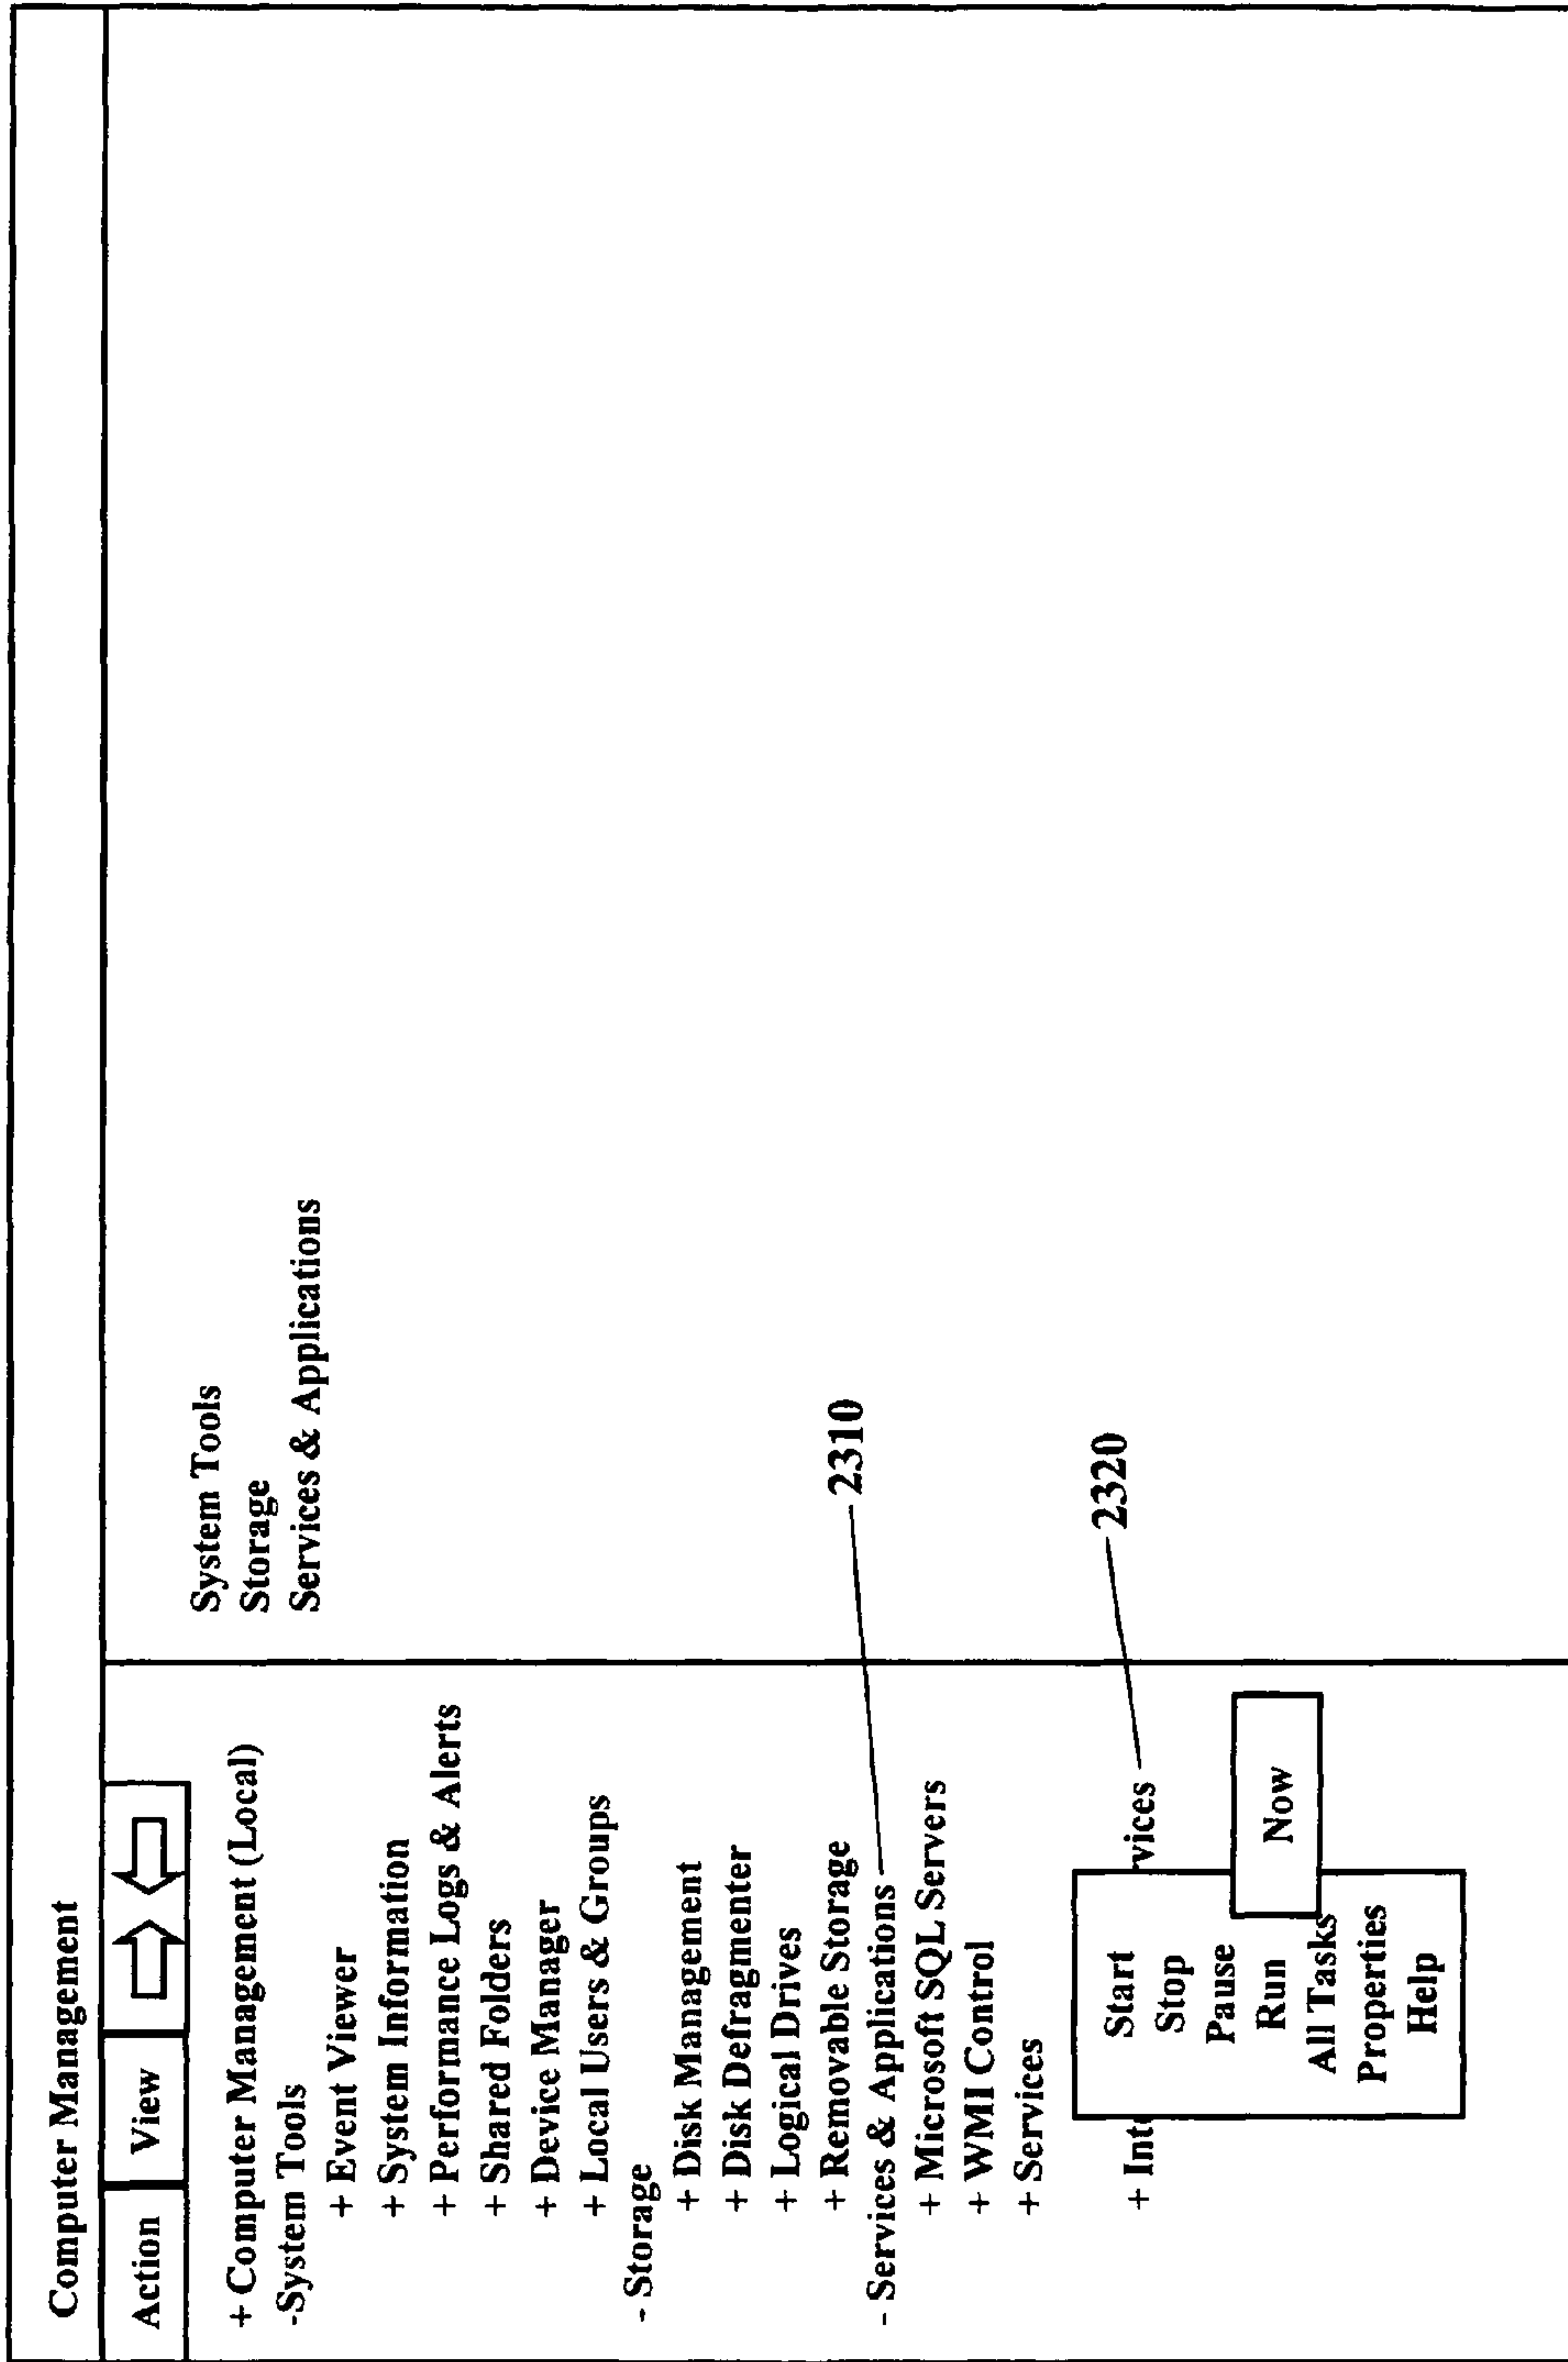 Computer Management
Action View
+ Computer Management (Local)
-System Tools
+ Event Viewer
+ System Information
+ Performance Logs & Alerts
+ Shared Folders
+ Device Manager
+ Local Users & Groups
- Storage
+ Disk Management
+ Disk Defragmenter
+ Logical Drives
+ Removable Storage
- Services & Applications
+ Microsoft SQL Servers
+ WMI Control
+ Services
+ Int
vices
Start
Stop
Pause
Run
Now
All Tasks
Properties
Help
System Tools
Storage
Services & Applications
2310
2320